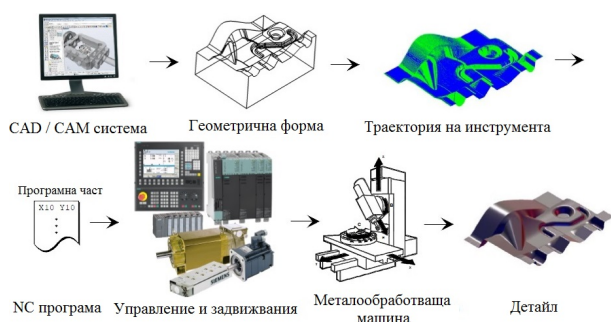 CAD / CAM система
Геометрична форма
Траектория на инструмента
Програмна част
X10 Y10
NC програма
SIEMENS
Управление и задвижвания
Металообработваща
машина
Детайл